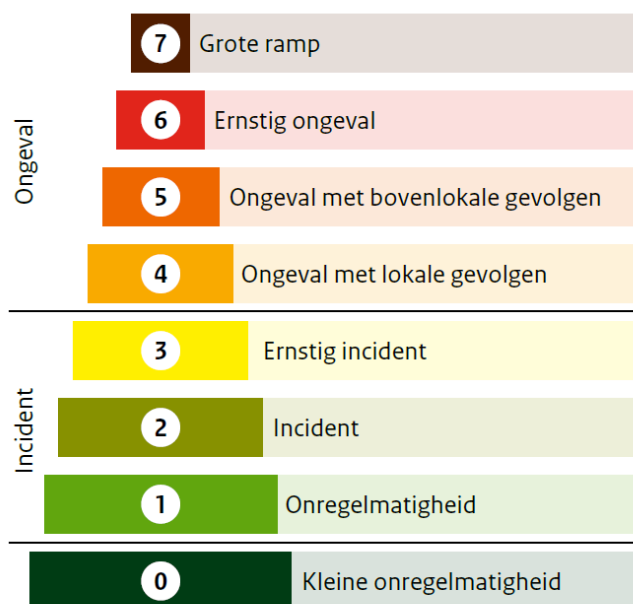 7 Grote ramp
6 Ernstig ongeval
5 Ongeval met bovenlokale gevolgen
4 Ongeval met lokale gevolgen
Ongeval
3 Ernstig incident
2 Incident
1 Onregelmatigheid
Incident
0 Kleine onregelmatigheid